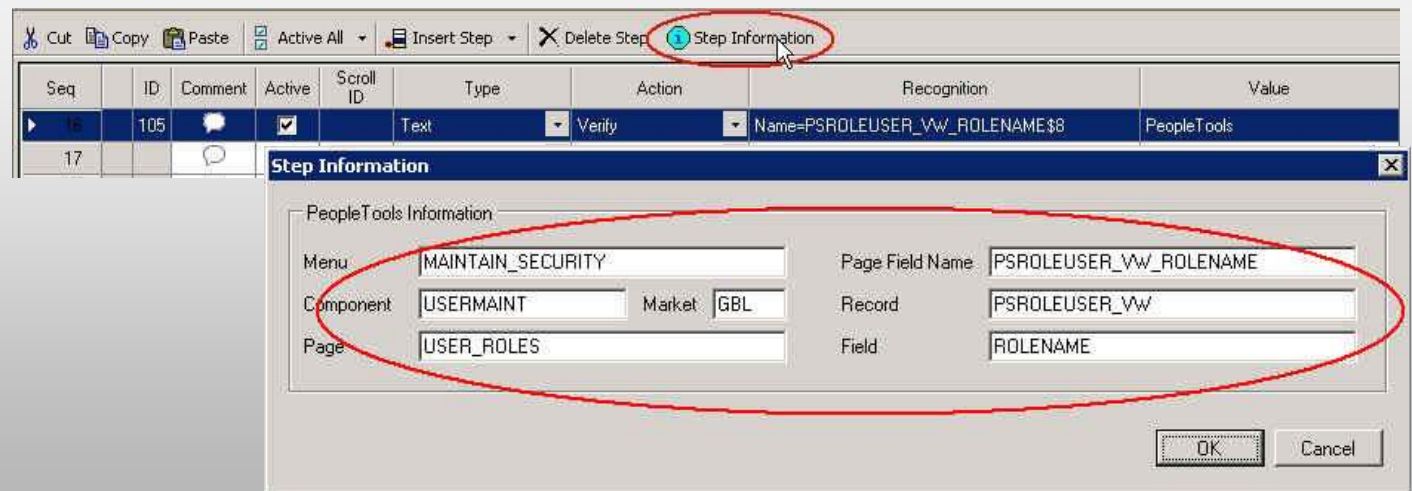 Cut Copy Paste Active All Insert Step Delete Step Step Information
Seq ID Comment Active Scroll ID Type Action Recognition Value
16 105 Text Verify Name=PSROLEUSER_VW_ROLENAME$8 PeopleTools
17
Step Information
PeopleTools Information
Menu MAINTAIN_SECURITY Page Field Name PSROLEUSER_VW_ROLENAME
Component USERMAINT Market GBL Record PSROLEUSER_VW
Page USER_ROLES Field ROLENAME
OK Cancel